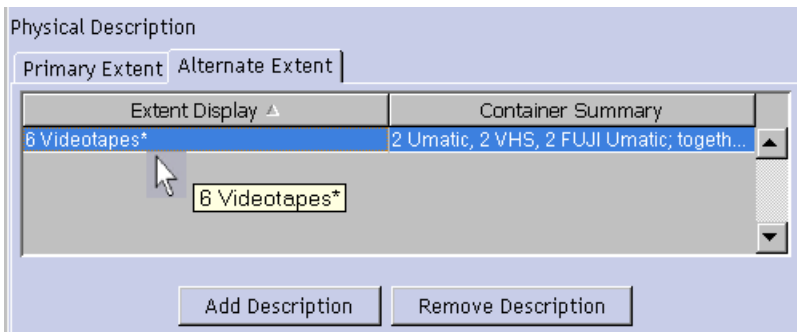 Physical Description
Primary Extent Alternate Extent
Extent Display Container Summary
6 Videotapes* 2 Umatic, 2 VHS, 2 FUJI Umatic; togeth...
6 Videotapes*
Add Description Remove Description